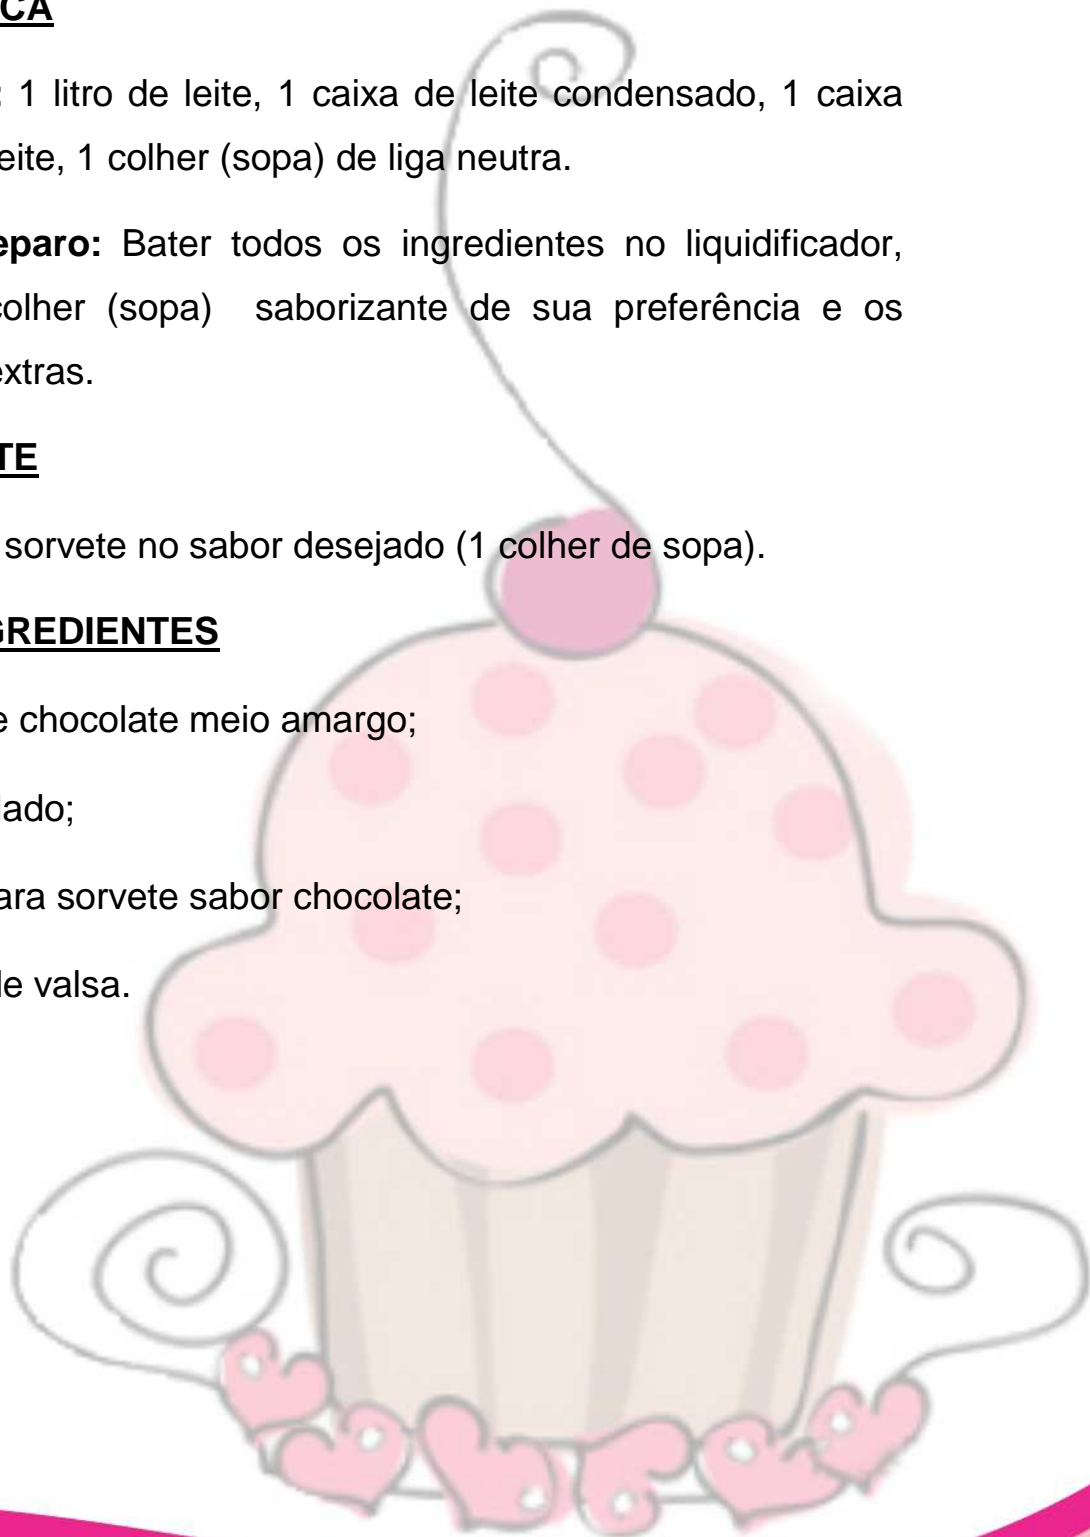 CA
: 1 litro de leite, 1 caixa de leite condensado, 1 caixa
eite, 1 colher (sopa) de liga neutra.
eparo: Bater todos os ingredientes no liquidificador,
colher (sopa) saborizante de sua preferência e os
extras.
TE
sorvete no sabor desejado (1 colher de sopa).
GREDIENTES
e chocolate meio amargo;
lado;
ara sorvete sabor chocolate;
de valsa.